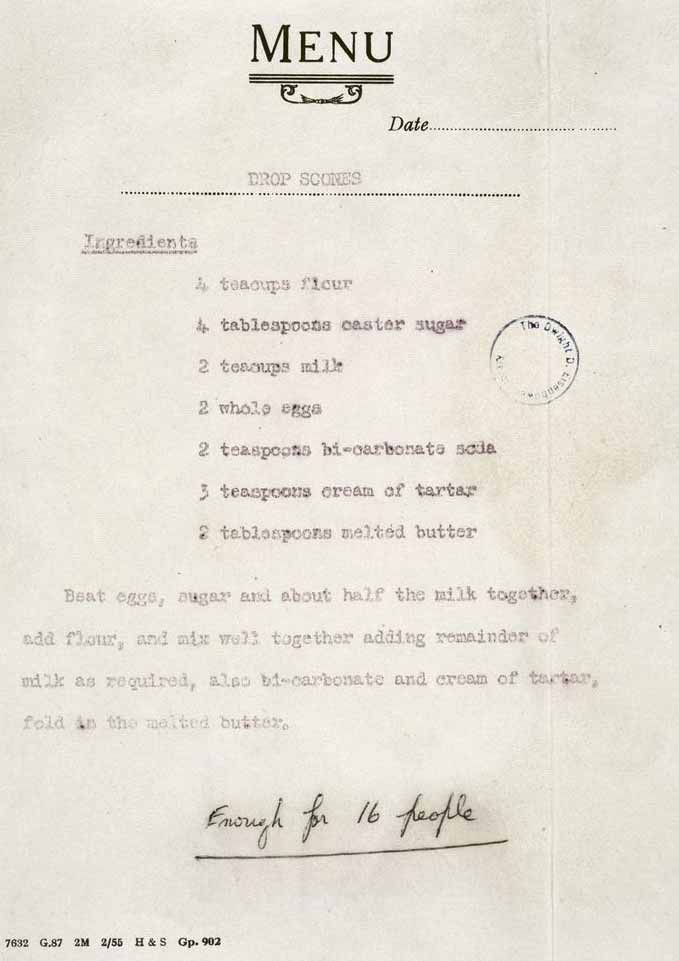 MENU
Date
DROP SCONES
Ingredients
4 teacups flour
4 tablespoons caster sugar
2 teacups milk
2 whole eggs
2 teaspoons bi-carbonate soda
3 teaspoons cream of tartar
2 tablespoons melted butter
The Dwight D. Eisenhower
Beat eggs, sugar and about half the milk together,
add flour, and mix well together adding remainder of
milk as required, also bi-carbonate and cream of tartar,
fold in the melted butter.
Enough for 16 people
7632 G.87 2M 2/55 H & S Gp. 902